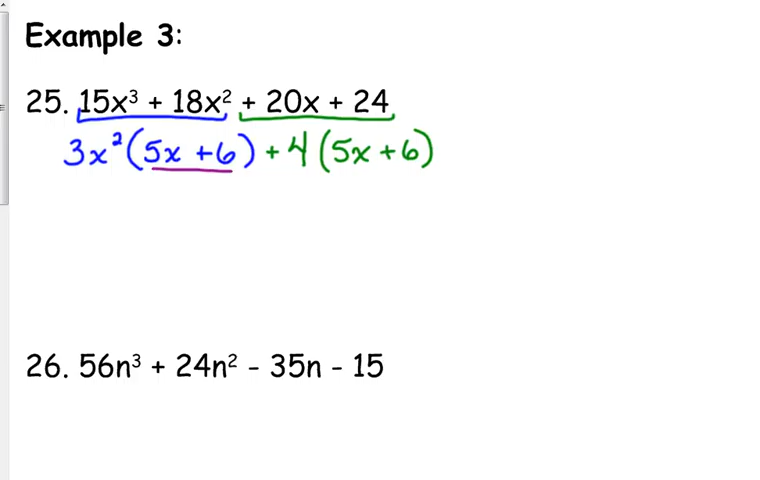 Example 3:
25. 15x³ + 18x² + 20x + 24
3x²(5x + 6) + 4(5x + 6)
26. 56n³ + 24n² - 35n - 15